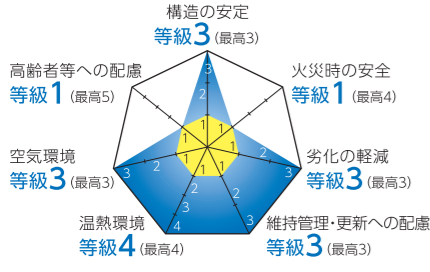 構造の安定
等級3(最高3)
高齢者等への配慮
等級1(最高5)
火災時の安全
等級1(最高4)
空気環境
等級3(最高3)
劣化の軽減
等級3(最高3)
温熱環境
等級4(最高4)
維持管理・更新への配慮
等級3(最高3)
3
2
1
1
1
1
1
1
1
2
3
2
3
2
3
4
2
3